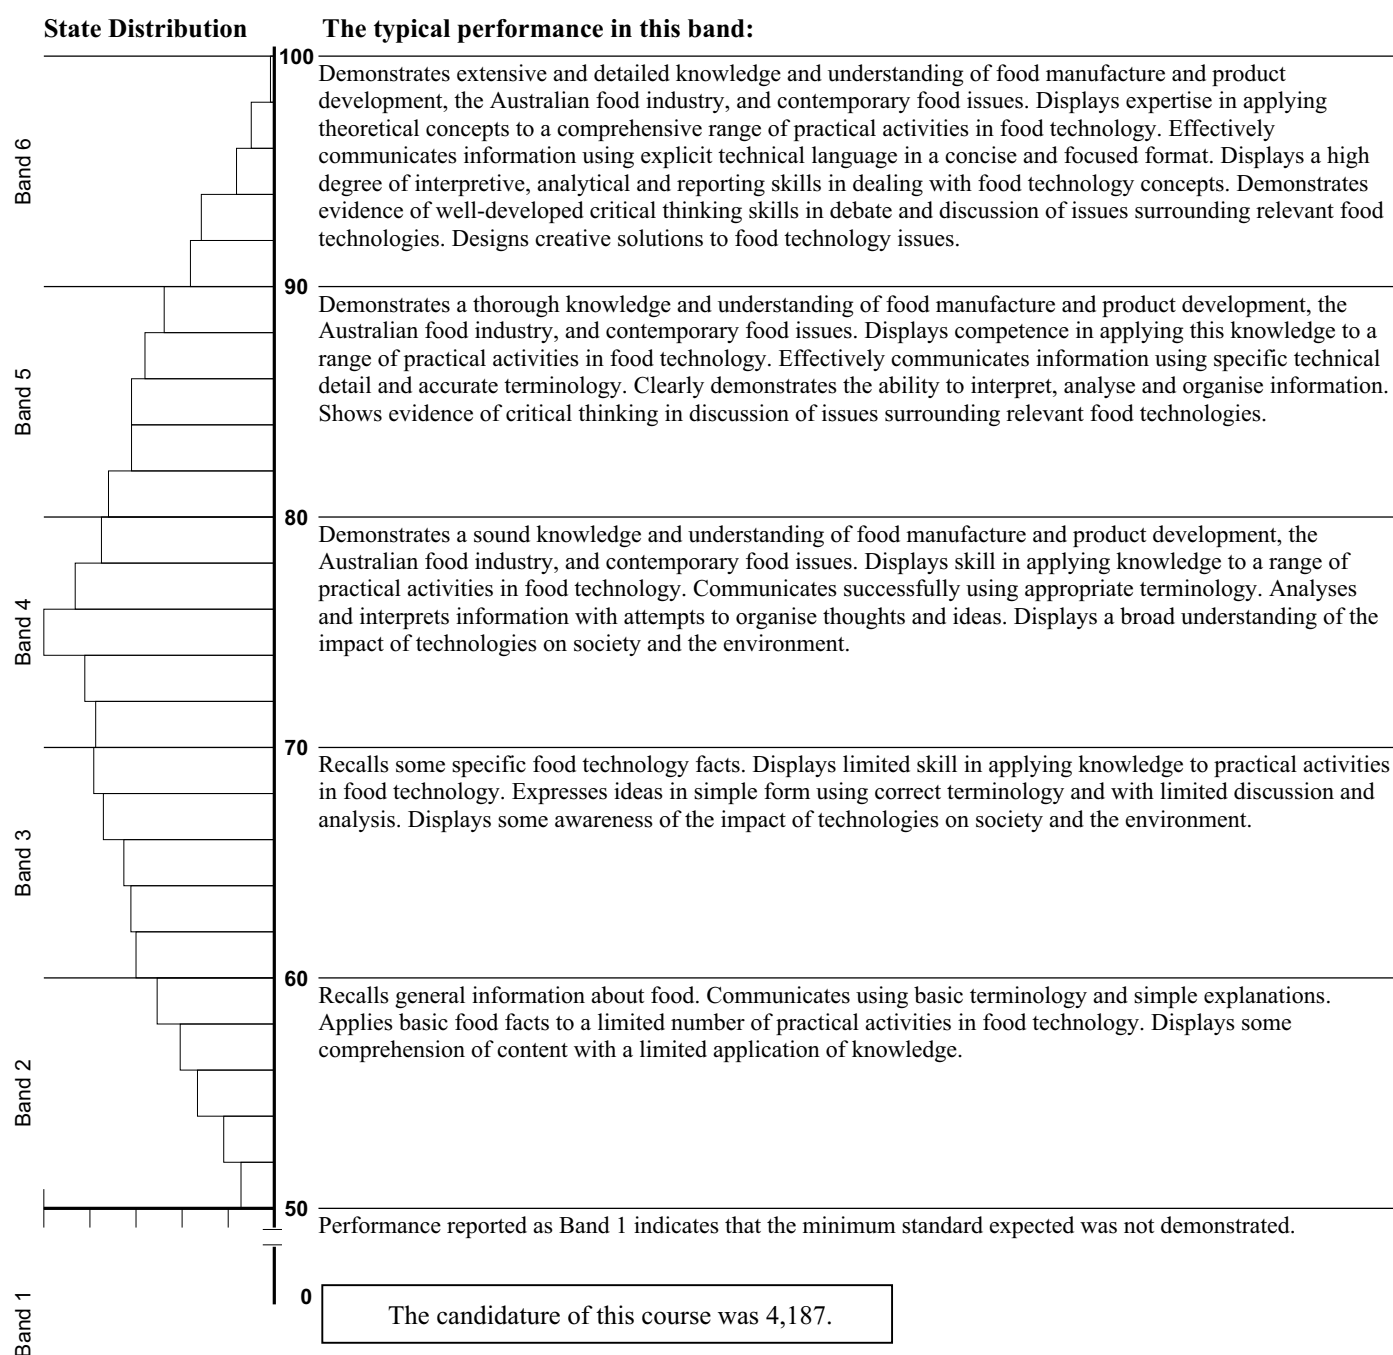 State Distribution
The typical performance in this band:
100
Demonstrates extensive and detailed knowledge and understanding of food manufacture and product
development, the Australian food industry, and contemporary food issues. Displays expertise in applying
theoretical concepts to a comprehensive range of practical activities in food technology. Effectively
communicates information using explicit technical language in a concise and focused format. Displays a high
degree of interpretive, analytical and reporting skills in dealing with food technology concepts. Demonstrates
evidence of well-developed critical thinking skills in debate and discussion of issues surrounding relevant food
technologies. Designs creative solutions to food technology issues.
Band 6
90
Demonstrates a thorough knowledge and understanding of food manufacture and product development, the
Australian food industry, and contemporary food issues. Displays competence in applying this knowledge to a
range of practical activities in food technology. Effectively communicates information using specific technical
detail and accurate terminology. Clearly demonstrates the ability to interpret, analyse and organise information.
Shows evidence of critical thinking in discussion of issues surrounding relevant food technologies.
Band 5
80
Demonstrates a sound knowledge and understanding of food manufacture and product development, the
Australian food industry, and contemporary food issues. Displays skill in applying knowledge to a range of
practical activities in food technology. Communicates successfully using appropriate terminology. Analyses
and interprets information with attempts to organise thoughts and ideas. Displays a broad understanding of the
impact of technologies on society and the environment.
Band 4
70
Recalls some specific food technology facts. Displays limited skill in applying knowledge to practical activities
in food technology. Expresses ideas in simple form using correct terminology and with limited discussion and
analysis. Displays some awareness of the impact of technologies on society and the environment.
Band 3
60
Recalls general information about food. Communicates using basic terminology and simple explanations.
Applies basic food facts to a limited number of practical activities in food technology. Displays some
comprehension of content with a limited application of knowledge.
Band 2
50
Performance reported as Band 1 indicates that the minimum standard expected was not demonstrated.
0
Band 1
The candidature of this course was 4,187.